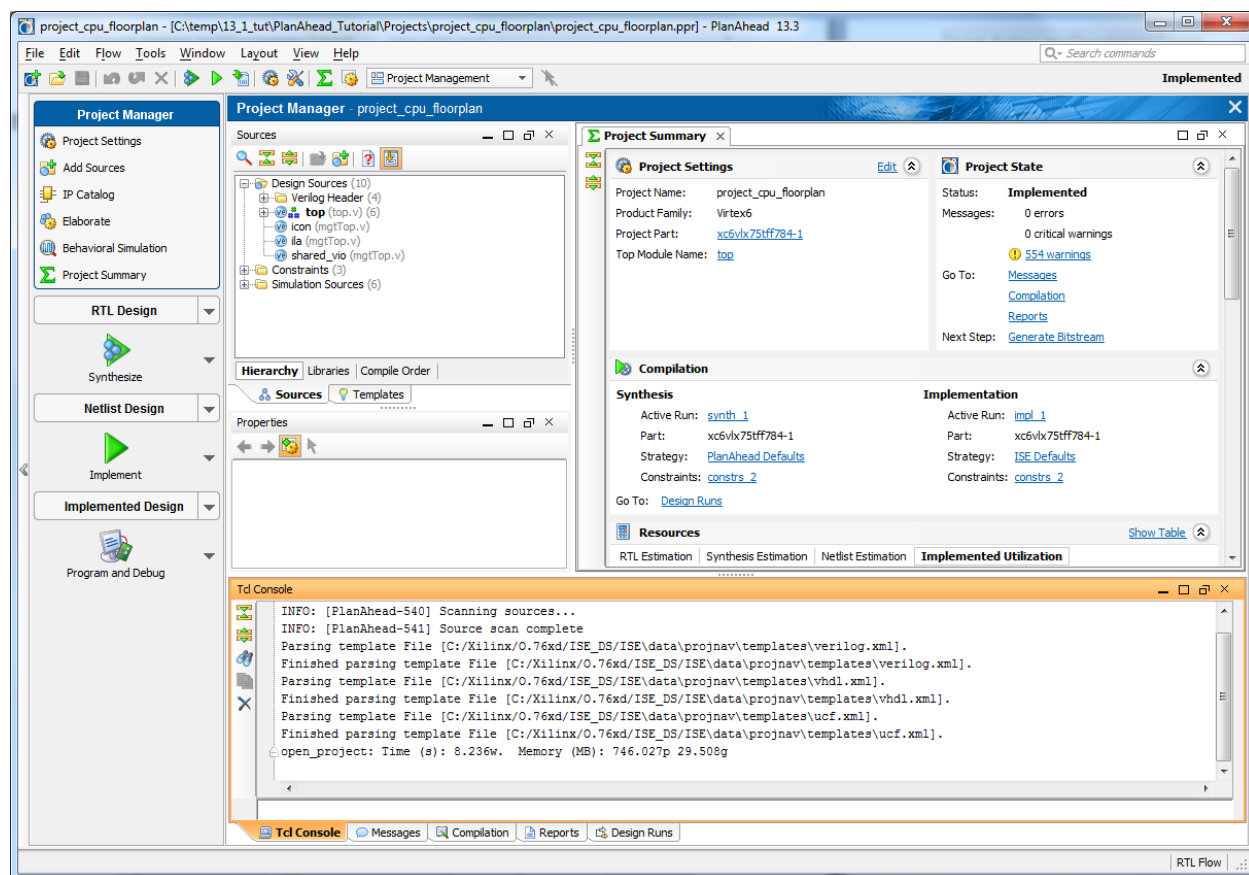 project_cpu_floorplan - [C:\temp\13_1_tut\PlanAhead_Tutorial\Projects\project_cpu_floorplan\project_cpu_floorplan.ppr] - PlanAhead 13.3
File Edit Flow Tools Window Layout View Help
Search commands
Project Management
Implemented
Project Manager
Project Settings
Add Sources
IP Catalog
Elaborate
Behavioral Simulation
Project Summary
RTL Design
Synthesize
Netlist Design
Implement
Implemented Design
Program and Debug
Project Manager - project_cpu_floorplan
Sources
Design Sources (10)
Verilog Header (4)
top (top.v) (6)
icon (mgtTop.v)
ila (mgtTop.v)
shared_vio (mgtTop.v)
Constraints (3)
Simulation Sources (6)
Hierarchy Libraries Compile Order
Sources Templates
Properties
Project Summary
Project Settings Edit
Project Name: project_cpu_floorplan
Product Family: Virtex6
Project Part: xc6vlx75tff784-1
Top Module Name: top
Project State
Status: Implemented
Messages: 0 errors
0 critical warnings
554 warnings
Go To: Messages
Compilation
Reports
Next Step: Generate Bitstream
Compilation
Synthesis
Active Run: synth_1
Part: xc6vlx75tff784-1
Strategy: PlanAhead Defaults
Constraints: constrs_2
Implementation
Active Run: impl_1
Part: xc6vlx75tff784-1
Strategy: ISE Defaults
Constraints: constrs_2
Go To: Design Runs
Resources Show Table
RTL Estimation Synthesis Estimation Netlist Estimation Implemented Utilization
Tcl Console
INFO: [PlanAhead-540] Scanning sources...
INFO: [PlanAhead-541] Source scan complete
Parsing template File [C:/Xilinx/O.76xd/ISE_DS/ISE\data\projnav\templates\verilog.xml].
Finished parsing template File [C:/Xilinx/O.76xd/ISE_DS/ISE\data\projnav\templates\verilog.xml].
Parsing template File [C:/Xilinx/O.76xd/ISE_DS/ISE\data\projnav\templates\vhdl.xml].
Finished parsing template File [C:/Xilinx/O.76xd/ISE_DS/ISE\data\projnav\templates\vhdl.xml].
Parsing template File [C:/Xilinx/O.76xd/ISE_DS/ISE\data\projnav\templates\ucf.xml].
Finished parsing template File [C:/Xilinx/O.76xd/ISE_DS/ISE\data\projnav\templates\ucf.xml].
open_project: Time (s): 8.236w. Memory (MB): 746.027p 29.508g
Tcl Console Messages Compilation Reports Design Runs
RTL Flow